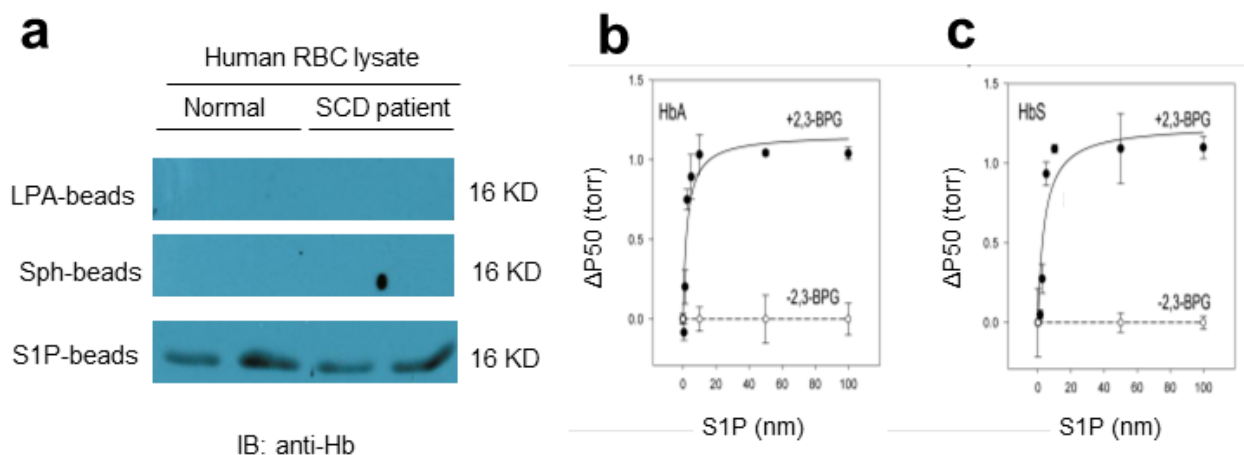 a
Human RBC lysate
Normal SCD patient
LPA-beads 16 KD
Sph-beads 16 KD
S1P-beads 16 KD
IB: anti-Hb
b
1.5
HbA
+2,3-BPG
1.0
ΔP50 (torr)
0.5
-2,3-BPG
0.0
0 20 40 60 80 100
S1P (nm)
c
1.5
HbS
+2,3-BPG
1.0
ΔP50 (torr)
0.5
-2,3-BPG
0.0
0 20 40 60 80 100
S1P (nm)